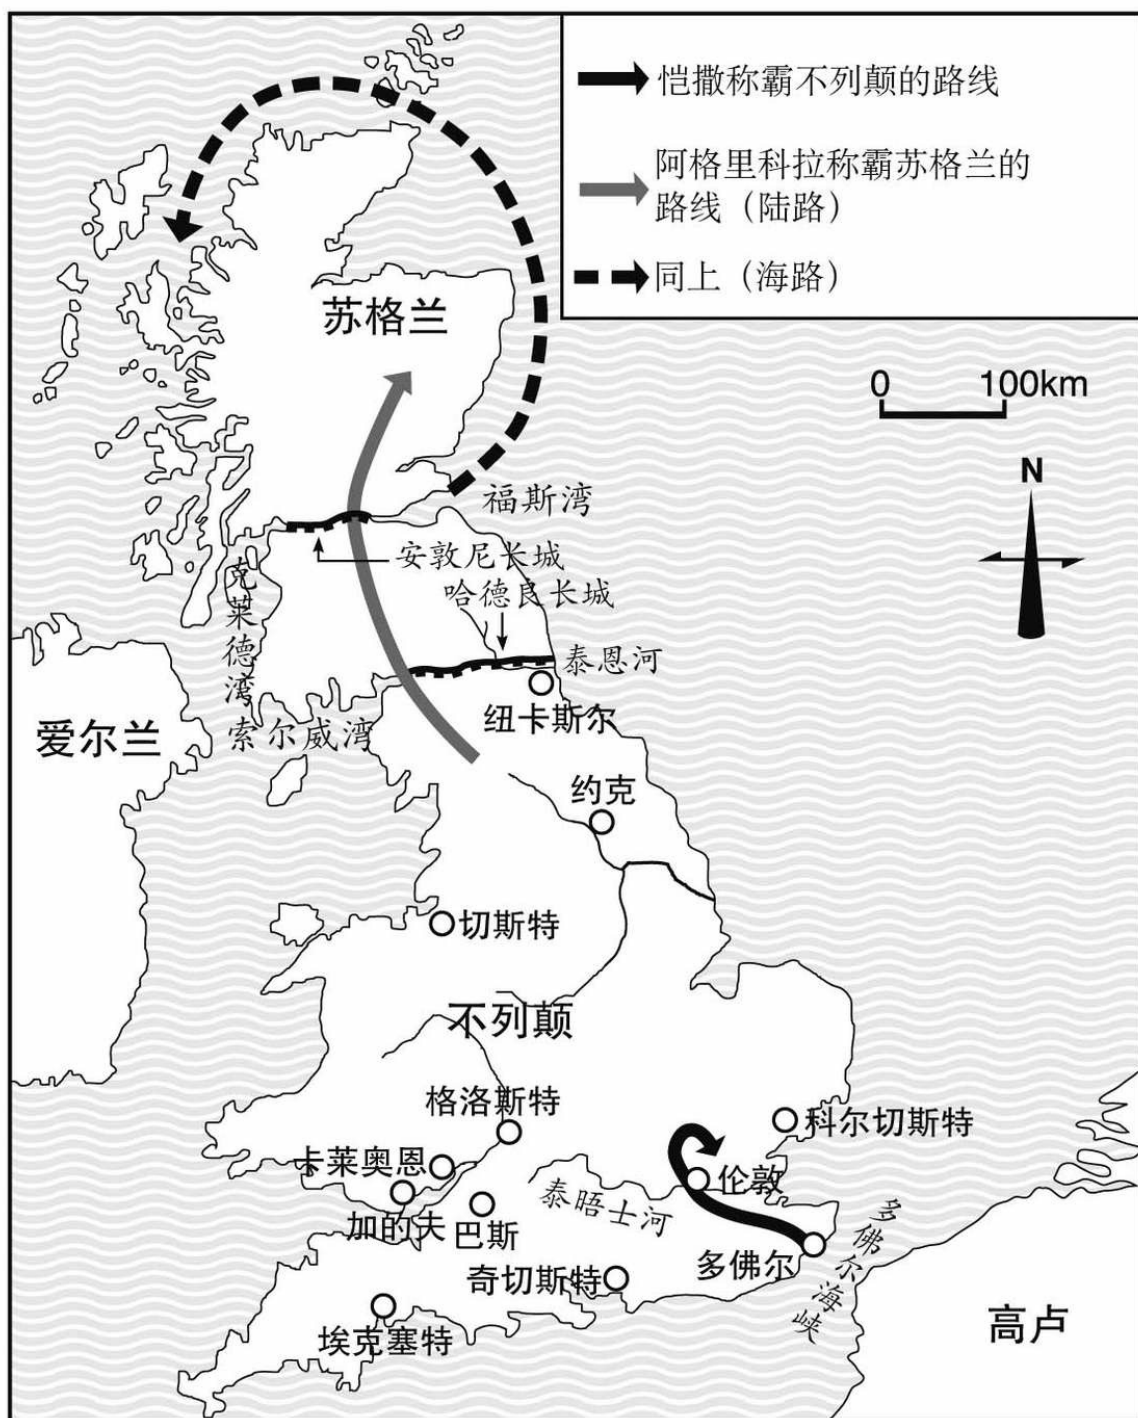 恺撒称霸不列颠的路线
阿格里科拉称霸苏格兰的
路线（陆路）
同上（海路）
苏格兰
0 100km
N
福斯湾
安敦尼长城
克莱德湾
哈德良长城
泰恩河
纽卡斯尔
爱尔兰
索尔威湾
约克
切斯特
不列颠
格洛斯特
科尔切斯特
卡莱奥恩
伦敦
泰晤士河
加的夫
巴斯
多佛尔海峡
多佛尔
奇切斯特
高卢
埃克塞特